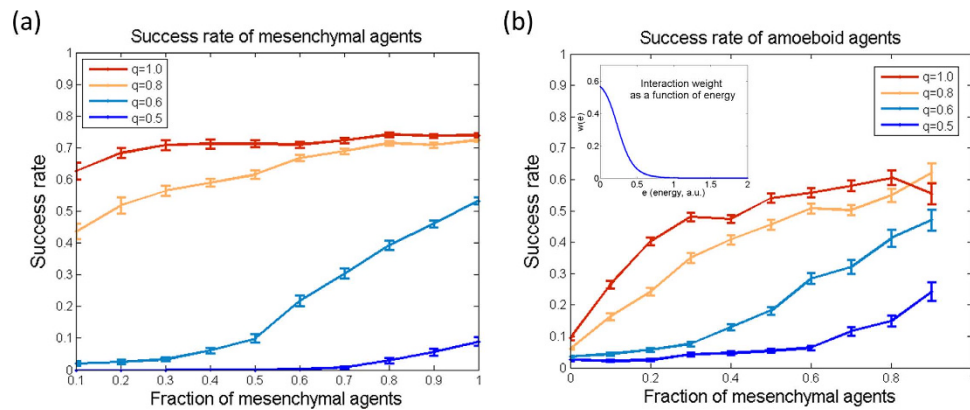 (a)
Success rate of mesenchymal agents
Success rate
1
0.9
0.8
0.7
0.6
0.5
0.4
0.3
0.2
0.1
0
q=1.0
q=0.8
q=0.6
q=0.5
0.1 0.2 0.3 0.4 0.5 0.6 0.7 0.8 0.9 1
Fraction of mesenchymal agents
(b)
Success rate of amoeboid agents
Success rate
1
0.9
0.8
0.7
0.6
0.5
0.4
0.3
0.2
0.1
0
Interaction weight
as a function of energy
w(e)
0.6
0.4
0.2
0
0 0.5 1 1.5 2
e (energy, a.u.)
q=1.0
q=0.8
q=0.6
q=0.5
0 0.2 0.4 0.6 0.8 1
Fraction of mesenchymal agents